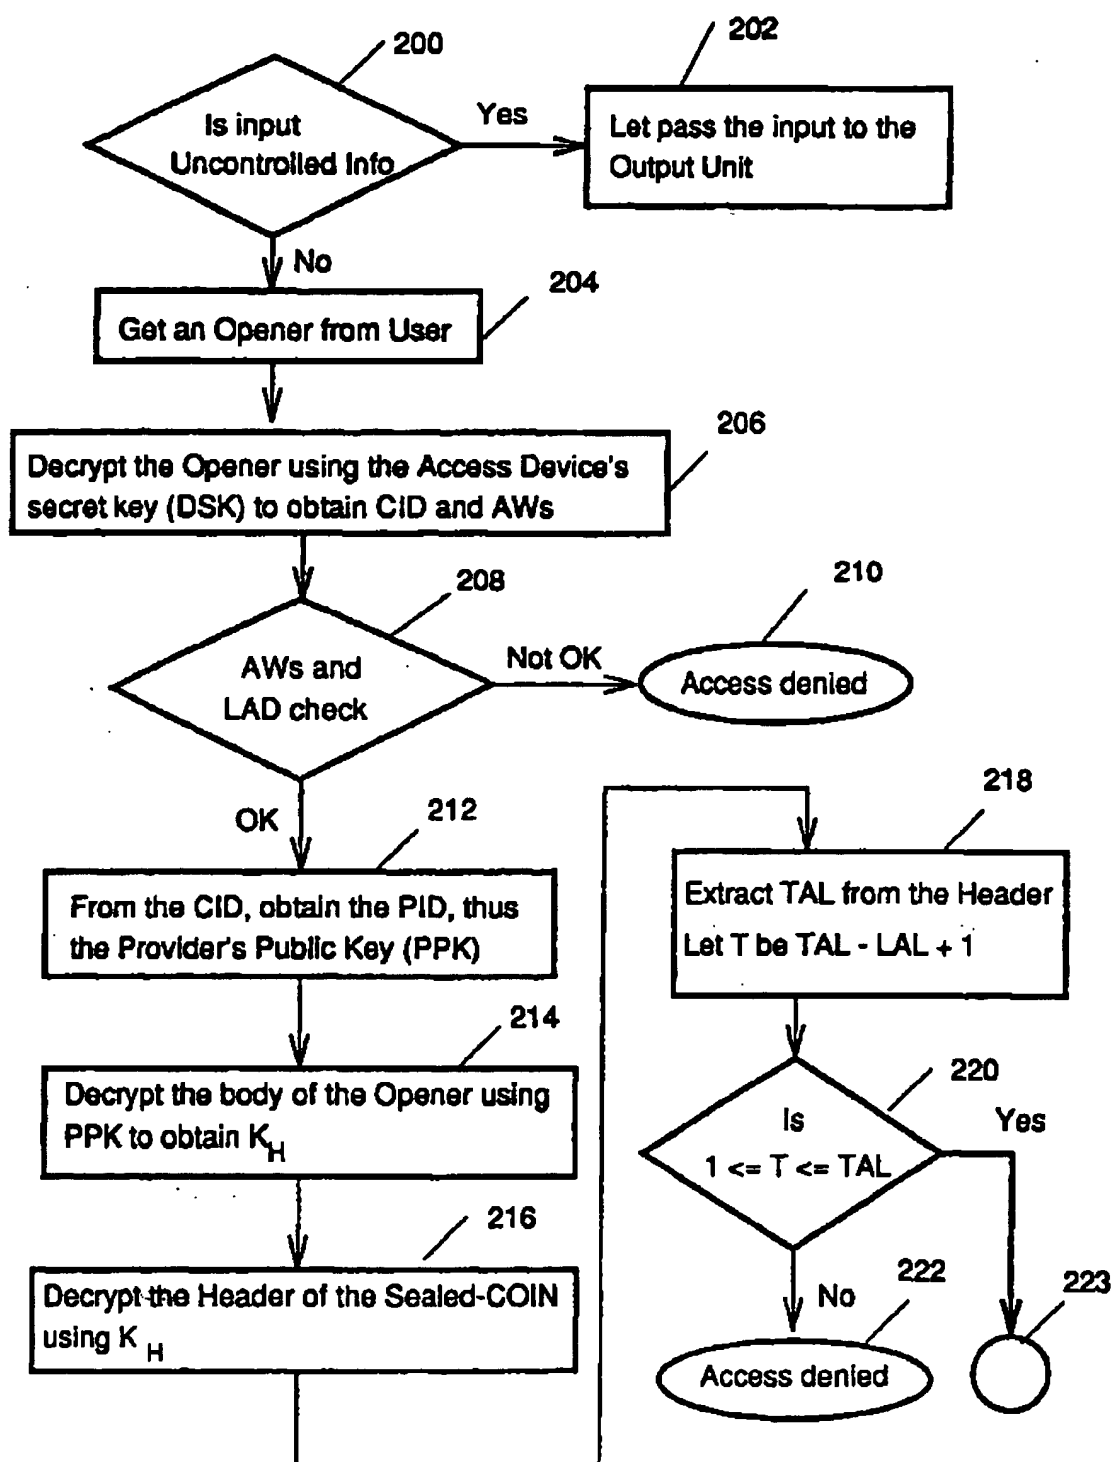 200
202
Is input
Uncontrolled Info
Yes
Let pass the input to the
Output Unit
No
204
Get an Opener from User
206
Decrypt the Opener using the Access Device's
secret key (DSK) to obtain CID and AWs
208
210
AWs and
LAD check
Not OK
Access denied
OK
212
From the CID, obtain the PID, thus
the Provider's Public Key (PPK)
214
Decrypt the body of the Opener using
PPK to obtain K_H
216
Decrypt the Header of the Sealed-COIN
using K_H
218
Extract TAL from the Header
Let T be TAL - LAL + 1
220
Is
1 <= T <= TAL
Yes
No
222
Access denied
223